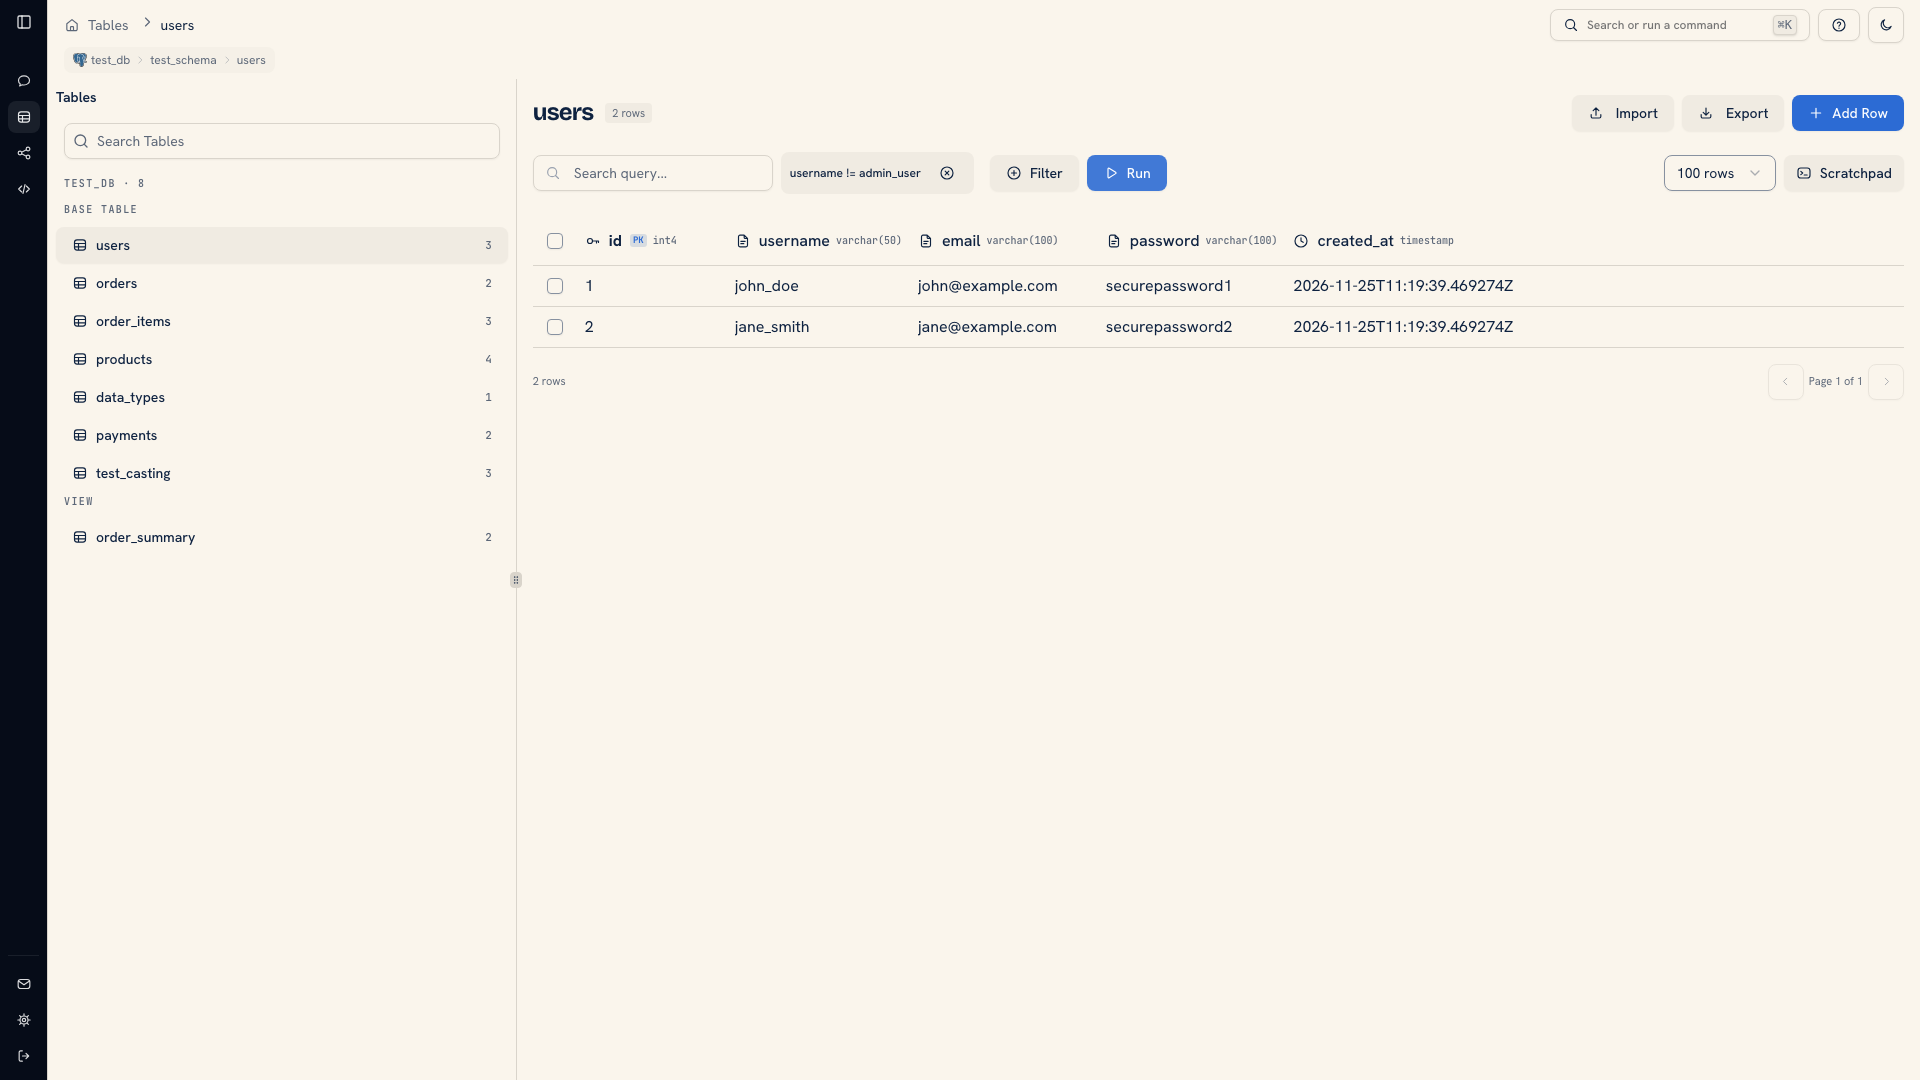 Tables > users
Search or run a command ⌘K
test_db > test_schema > users
Tables
Search Tables
TEST_DB · 8
BASE TABLE
users 3
orders 2
order_items 3
products 4
data_types 1
payments 2
test_casting 3
VIEW
order_summary 2
users 2 rows
Import Export Add Row
Search query... username != admin_user Filter Run 100 rows Scratchpad
id PK int4 username varchar(50) email varchar(100) password varchar(100) created_at timestamp
1 john_doe john@example.com securepassword1 2026-11-25T11:19:39.469274Z
2 jane_smith jane@example.com securepassword2 2026-11-25T11:19:39.469274Z
2 rows Page 1 of 1